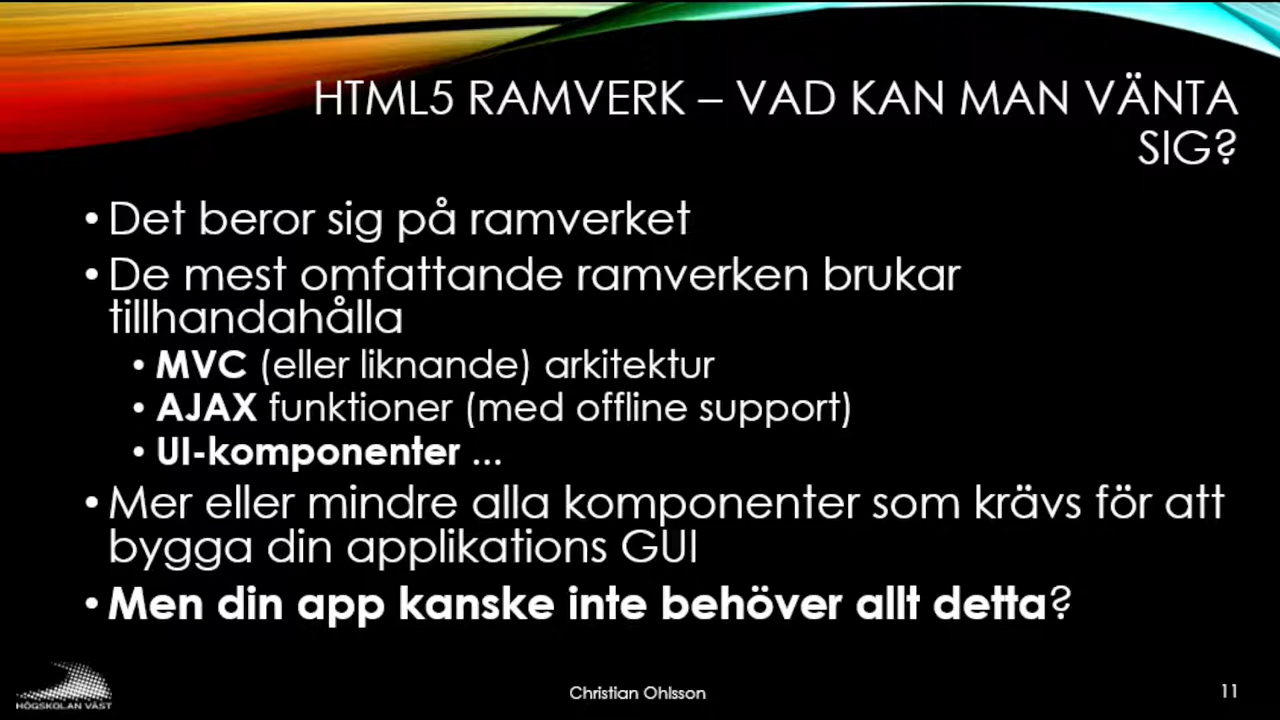 HTML5 RAMVERK – VAD KAN MAN VÄNTA
SIG?
• Det beror sig på ramverket
• De mest omfattande ramverken brukar
tillhandahålla
• MVC (eller liknande) arkitektur
• AJAX funktioner (med offline support)
• UI-komponenter ...
• Mer eller mindre alla komponenter som krävs för att
bygga din applikations GUI
• Men din app kanske inte behöver allt detta?
HÖGSKOLAN VÄST
Christian Ohlsson
11